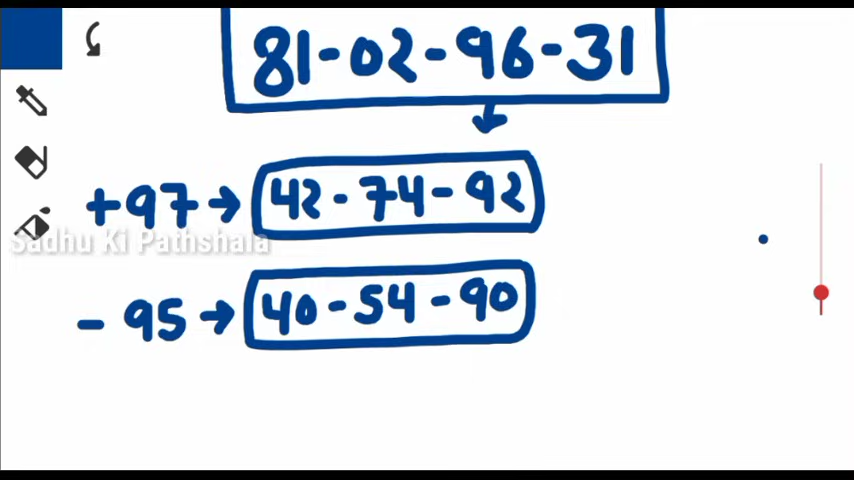 81-02-96-31
+97→ 42-74-92
Sadhu Ki Pathshala
- 95→ 40-54-90